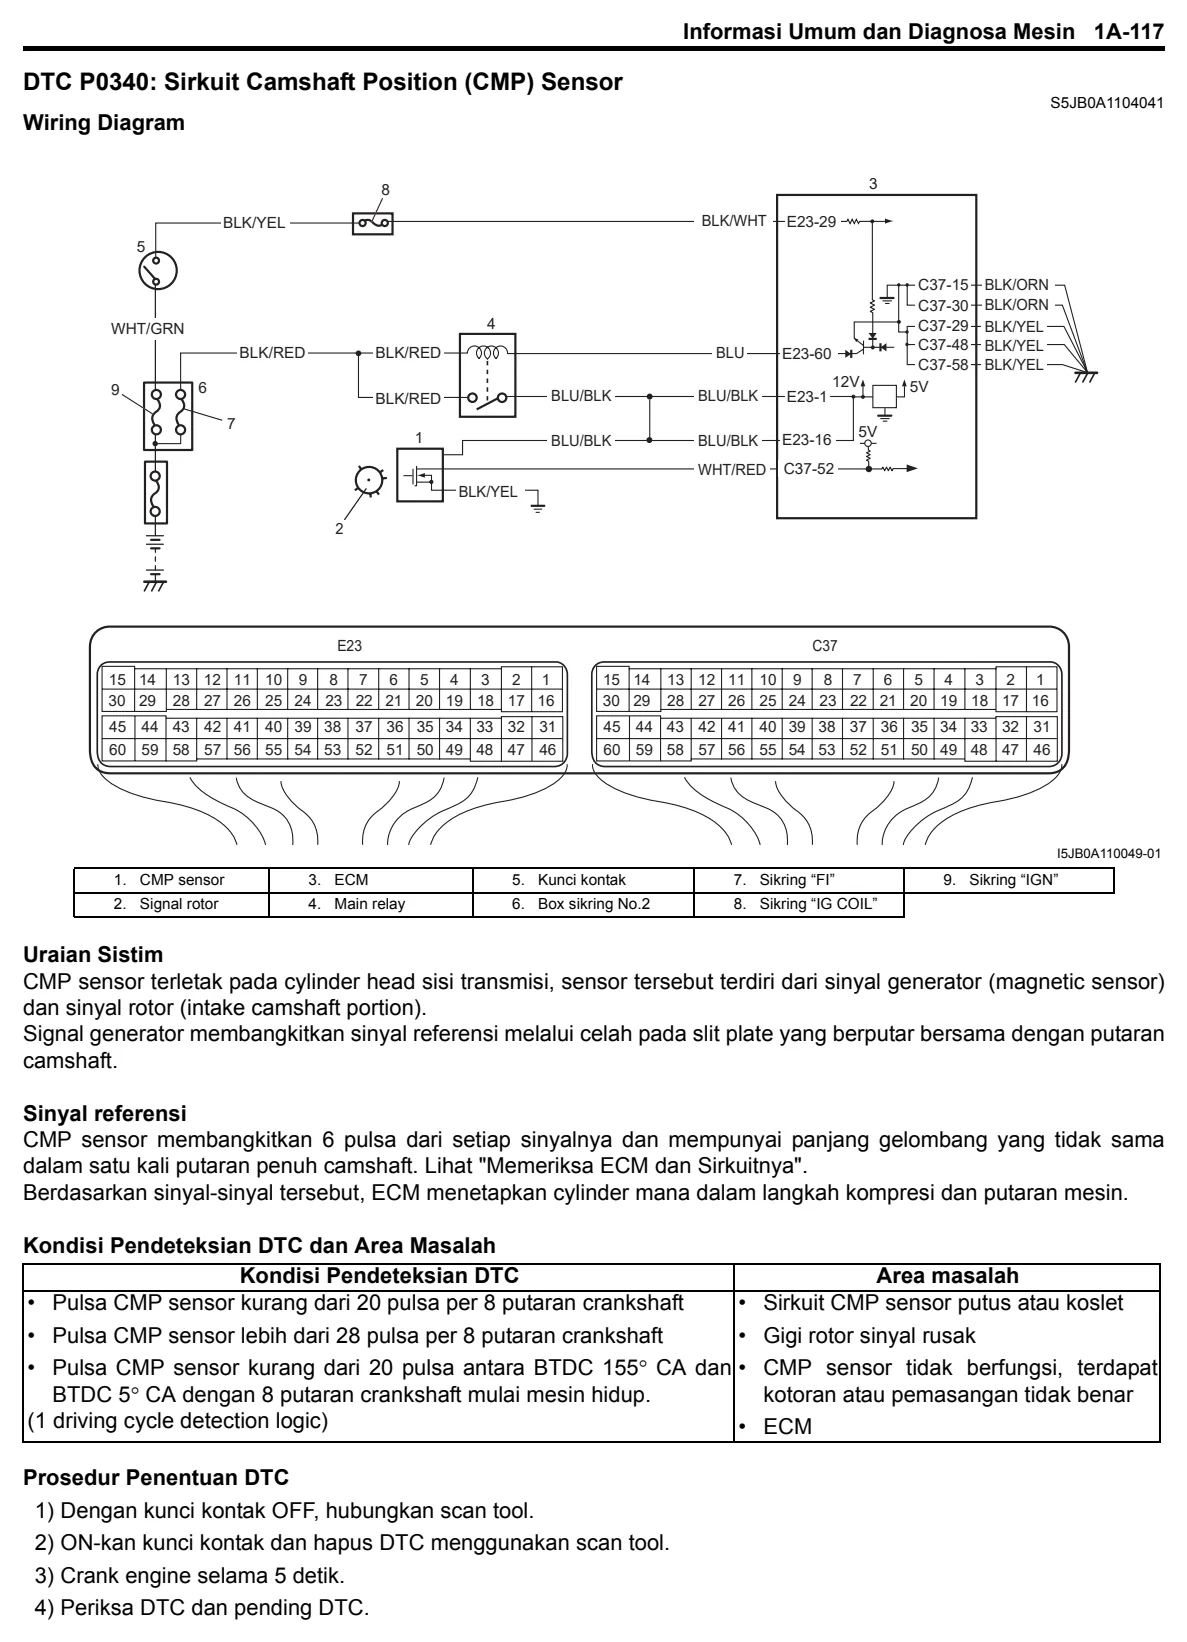 Informasi Umum dan Diagnosa Mesin 1A-117
DTC P0340: Sirkuit Camshaft Position (CMP) Sensor
S5JB0A1104041
Wiring Diagram
8
3
BLK/YEL
BLK/WHT
E23-29
5
C37-15 BLK/ORN
C37-30 BLK/ORN
WHT/GRN
4
C37-29 BLK/YEL
BLK/RED
BLK/RED
BLU
E23-60
C37-48 BLK/YEL
C37-58 BLK/YEL
9
6
12V
5V
BLK/RED
BLU/BLK
BLU/BLK
E23-1
7
1
5V
BLU/BLK
BLU/BLK
E23-16
WHT/RED
C37-52
BLK/YEL
2
E23
C37
15 14 13 12 11 10 9 8 7 6 5 4 3 2 1
15 14 13 12 11 10 9 8 7 6 5 4 3 2 1
30 29 28 27 26 25 24 23 22 21 20 19 18 17 16
30 29 28 27 26 25 24 23 22 21 20 19 18 17 16
45 44 43 42 41 40 39 38 37 36 35 34 33 32 31
45 44 43 42 41 40 39 38 37 36 35 34 33 32 31
60 59 58 57 56 55 54 53 52 51 50 49 48 47 46
60 59 58 57 56 55 54 53 52 51 50 49 48 47 46
I5JB0A110049-01
1. CMP sensor 3. ECM 5. Kunci kontak 7. Sikring “FI” 9. Sikring “IGN”
2. Signal rotor 4. Main relay 6. Box sikring No.2 8. Sikring “IG COIL”
Uraian Sistim
CMP sensor terletak pada cylinder head sisi transmisi, sensor tersebut terdiri dari sinyal generator (magnetic sensor)
dan sinyal rotor (intake camshaft portion).
Signal generator membangkitkan sinyal referensi melalui celah pada slit plate yang berputar bersama dengan putaran
camshaft.
Sinyal referensi
CMP sensor membangkitkan 6 pulsa dari setiap sinyalnya dan mempunyai panjang gelombang yang tidak sama
dalam satu kali putaran penuh camshaft. Lihat "Memeriksa ECM dan Sirkuitnya".
Berdasarkan sinyal-sinyal tersebut, ECM menetapkan cylinder mana dalam langkah kompresi dan putaran mesin.
Kondisi Pendeteksian DTC dan Area Masalah
Kondisi Pendeteksian DTC
Area masalah
• Pulsa CMP sensor kurang dari 20 pulsa per 8 putaran crankshaft
• Pulsa CMP sensor lebih dari 28 pulsa per 8 putaran crankshaft
• Pulsa CMP sensor kurang dari 20 pulsa antara BTDC 155° CA dan
BTDC 5° CA dengan 8 putaran crankshaft mulai mesin hidup.
(1 driving cycle detection logic)
• Sirkuit CMP sensor putus atau koslet
• Gigi rotor sinyal rusak
• CMP sensor tidak berfungsi, terdapat
kotoran atau pemasangan tidak benar
• ECM
Prosedur Penentuan DTC
1) Dengan kunci kontak OFF, hubungkan scan tool.
2) ON-kan kunci kontak dan hapus DTC menggunakan scan tool.
3) Crank engine selama 5 detik.
4) Periksa DTC dan pending DTC.